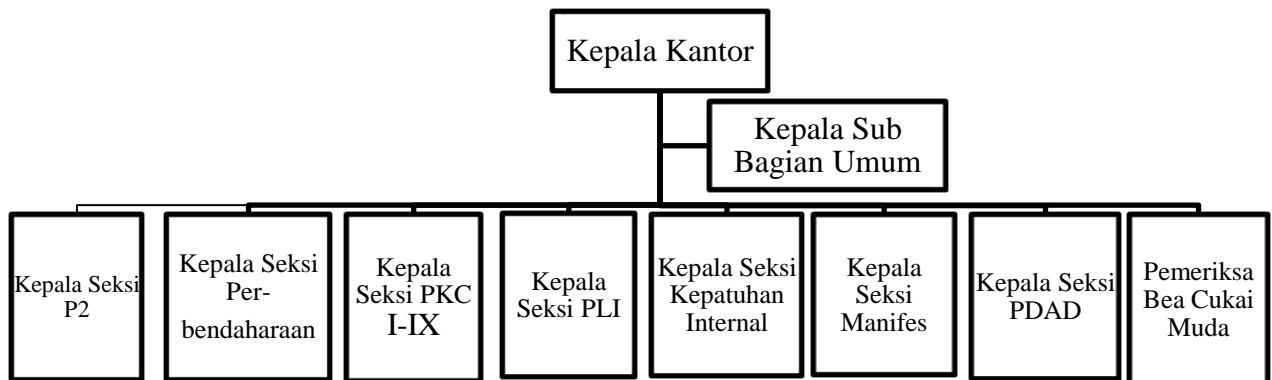 Kepala Kantor
Kepala Sub
Bagian Umum
Kepala Seksi
P2
Kepala Seksi
Per-
bendaharaan
Kepala
Seksi PKC
I-IX
Kepala
Seksi PLI
Kepala Seksi
Kepatuhan
Internal
Kepala
Seksi
Manifes
Kepala Seksi
PDAD
Pemeriksa
Bea Cukai
Muda